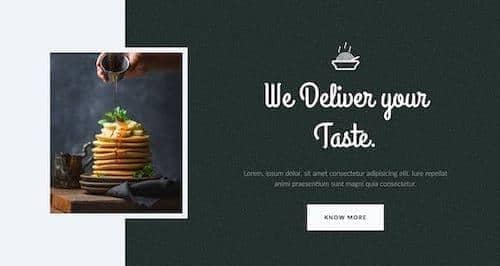 We Deliver your
Taste.
Lorem, ipsum dolor, sit amet consectetur adipisicing elit. Iure repellat
animi praesentium sunt magni quia consectetur.
KNOW MORE